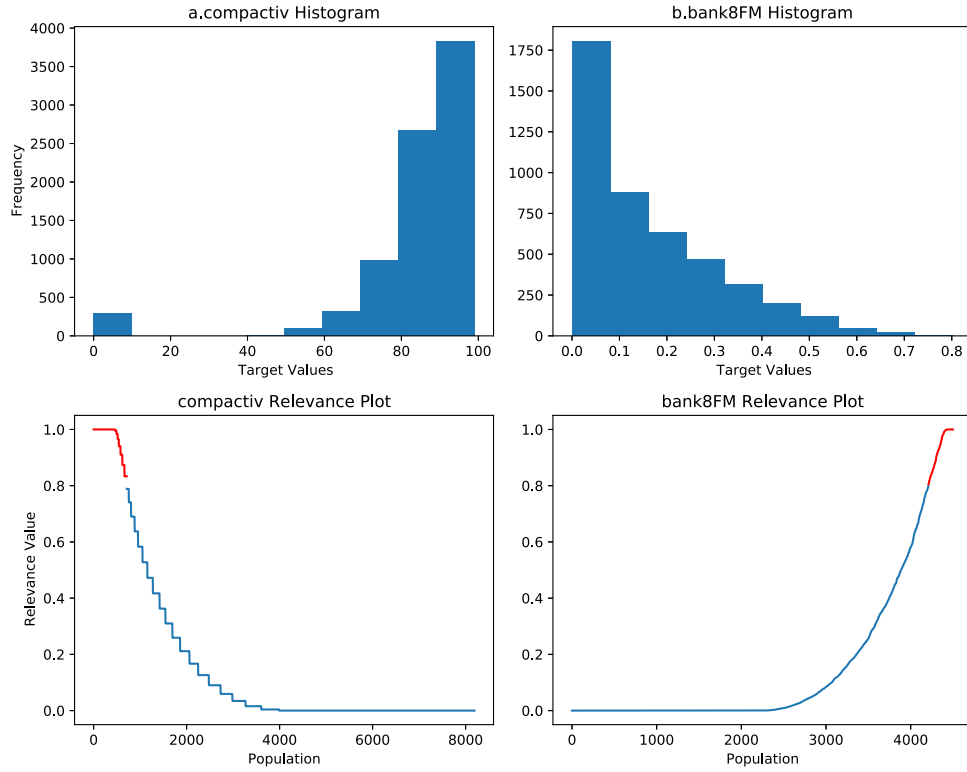 a.compactiv Histogram
4000
3500
3000
2500
2000
1500
1000
500
0
Frequency
0 20 40 60 80 100
Target Values
b.bank8FM Histogram
1750
1500
1250
1000
750
500
250
0
0.0 0.1 0.2 0.3 0.4 0.5 0.6 0.7 0.8
Target Values
compactiv Relevance Plot
1.0
0.8
0.6
0.4
0.2
0.0
Relevance Value
0 2000 4000 6000 8000
Population
bank8FM Relevance Plot
1.0
0.8
0.6
0.4
0.2
0.0
0 1000 2000 3000 4000
Population